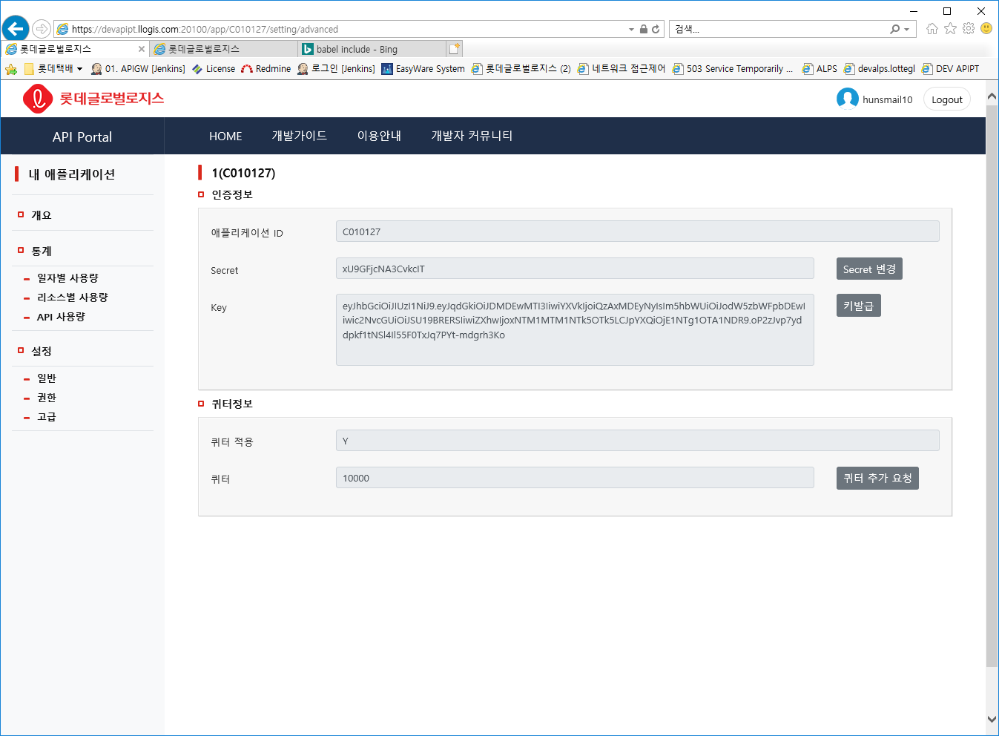 https://devapipt.llogis.com:20100/app/C010127/setting/advanced
검색...
롯데글로벌로지스
롯데글로벌로지스
babel include - Bing
롯데택배
01. APIGW [Jenkins]
License
Redmine
로그인 [Jenkins]
EasyWare System
롯데글로벌로지스 (2)
네트워크 접근제어
503 Service Temporarily ...
ALPS
devalps.lottegl
DEV APIPT
롯데글로벌로지스
hunsmail10
Logout
API Portal
HOME
개발가이드
이용안내
개발자 커뮤니티
내 애플리케이션
개요
통계
일자별 사용량
리소스별 사용량
API 사용량
설정
일반
권한
고급
1(C010127)
인증정보
애플리케이션 ID
C010127
Secret
xU9GFjcNA3CvkcIT
Secret 변경
Key
eyJhbGciOiJIUzI1NiJ9.eyJqdGkiOiJDMDEwMTI3IiwiYXVkIjoiQzAxMDEyNyIsIm5hbWUiOiJodW5zbWFpbDEwI
iwic2NvcGUiOiJSU19BRERSIiwiZXhwIjoxNTM1MTM1NTk5OTk5LCJpYXQiOjE1NTg1OTA1NDR9.oP2zJvp7yd
dpkf1tNSl4Il55F0TxJq7PYt-mdgrh3Ko
키발급
쿼터정보
쿼터 적용
Y
쿼터
10000
쿼터 추가 요청